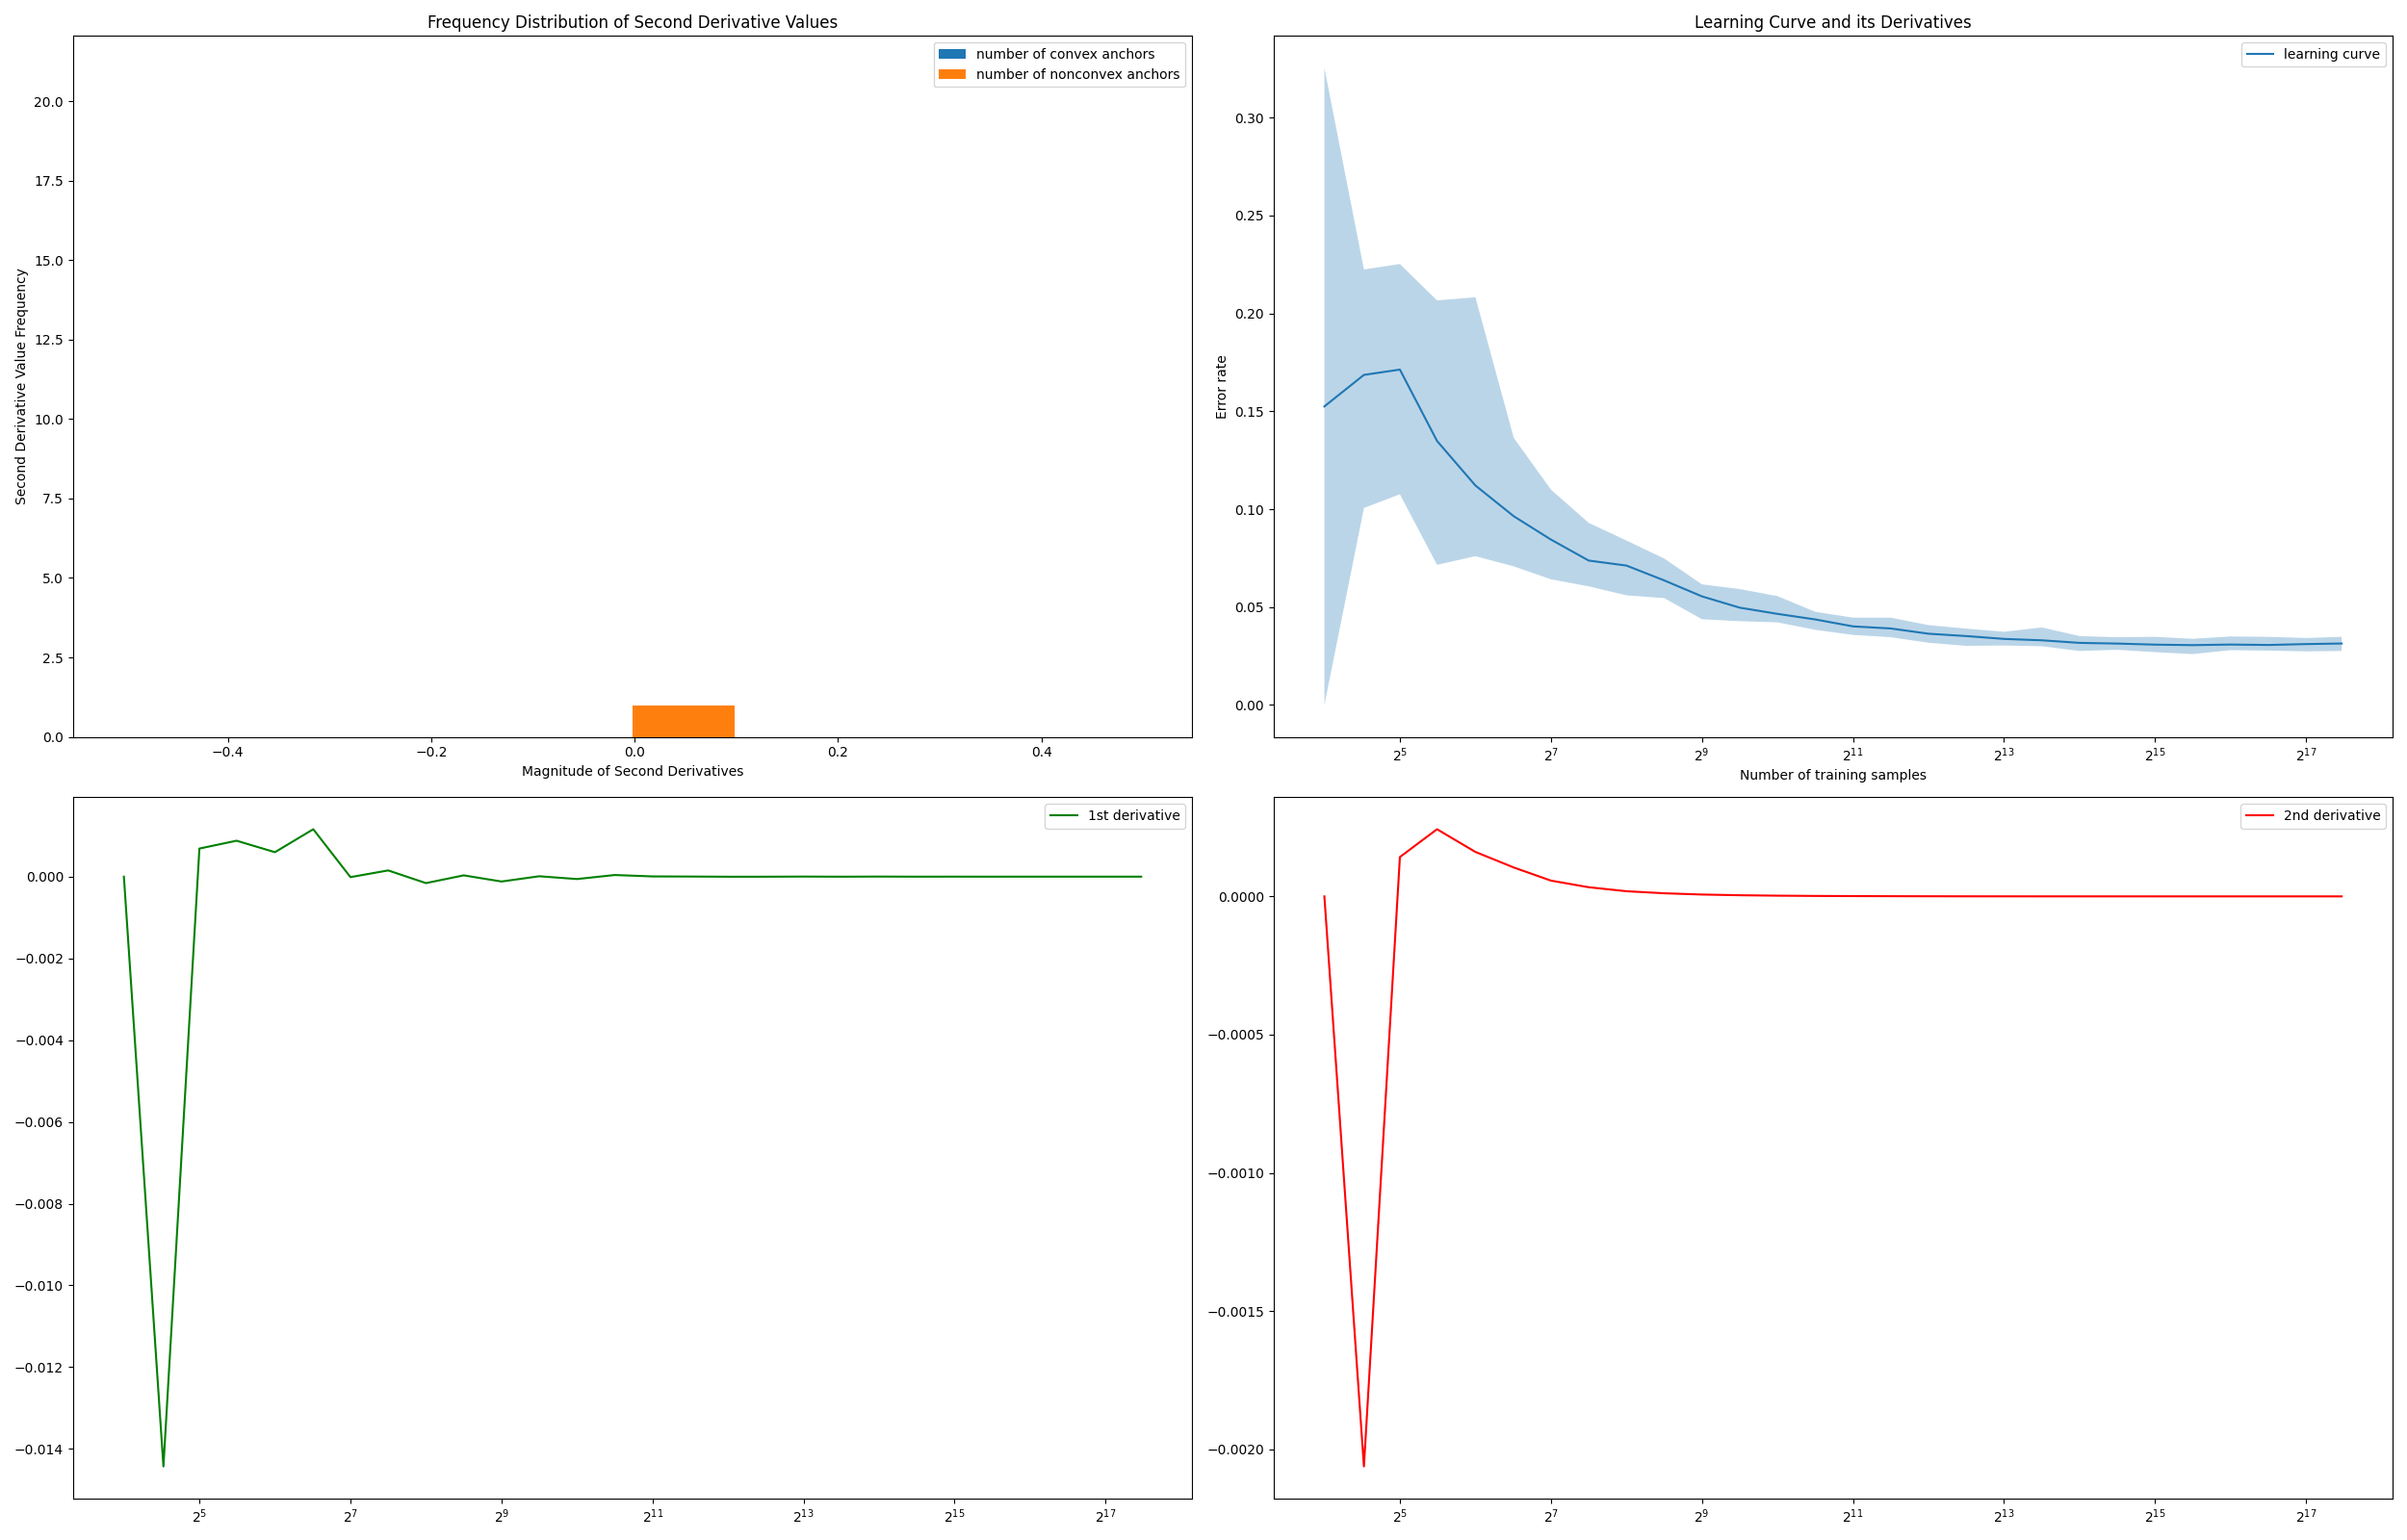 Frequency Distribution of Second Derivative Values
number of convex anchors
number of nonconvex anchors
20.0
17.5
15.0
12.5
10.0
7.5
5.0
2.5
0.0
Second Derivative Value Frequency
−0.4 −0.2 0.0 0.2 0.4
Magnitude of Second Derivatives
Learning Curve and its Derivatives
learning curve
0.30
0.25
0.20
0.15
0.10
0.05
0.00
Error rate
2^5 2^7 2^9 2^11 2^13 2^15 2^17
Number of training samples
1st derivative
0.000
−0.002
−0.004
−0.006
−0.008
−0.010
−0.012
−0.014
2^5 2^7 2^9 2^11 2^13 2^15 2^17
2nd derivative
0.0000
−0.0005
−0.0010
−0.0015
−0.0020
2^5 2^7 2^9 2^11 2^13 2^15 2^17